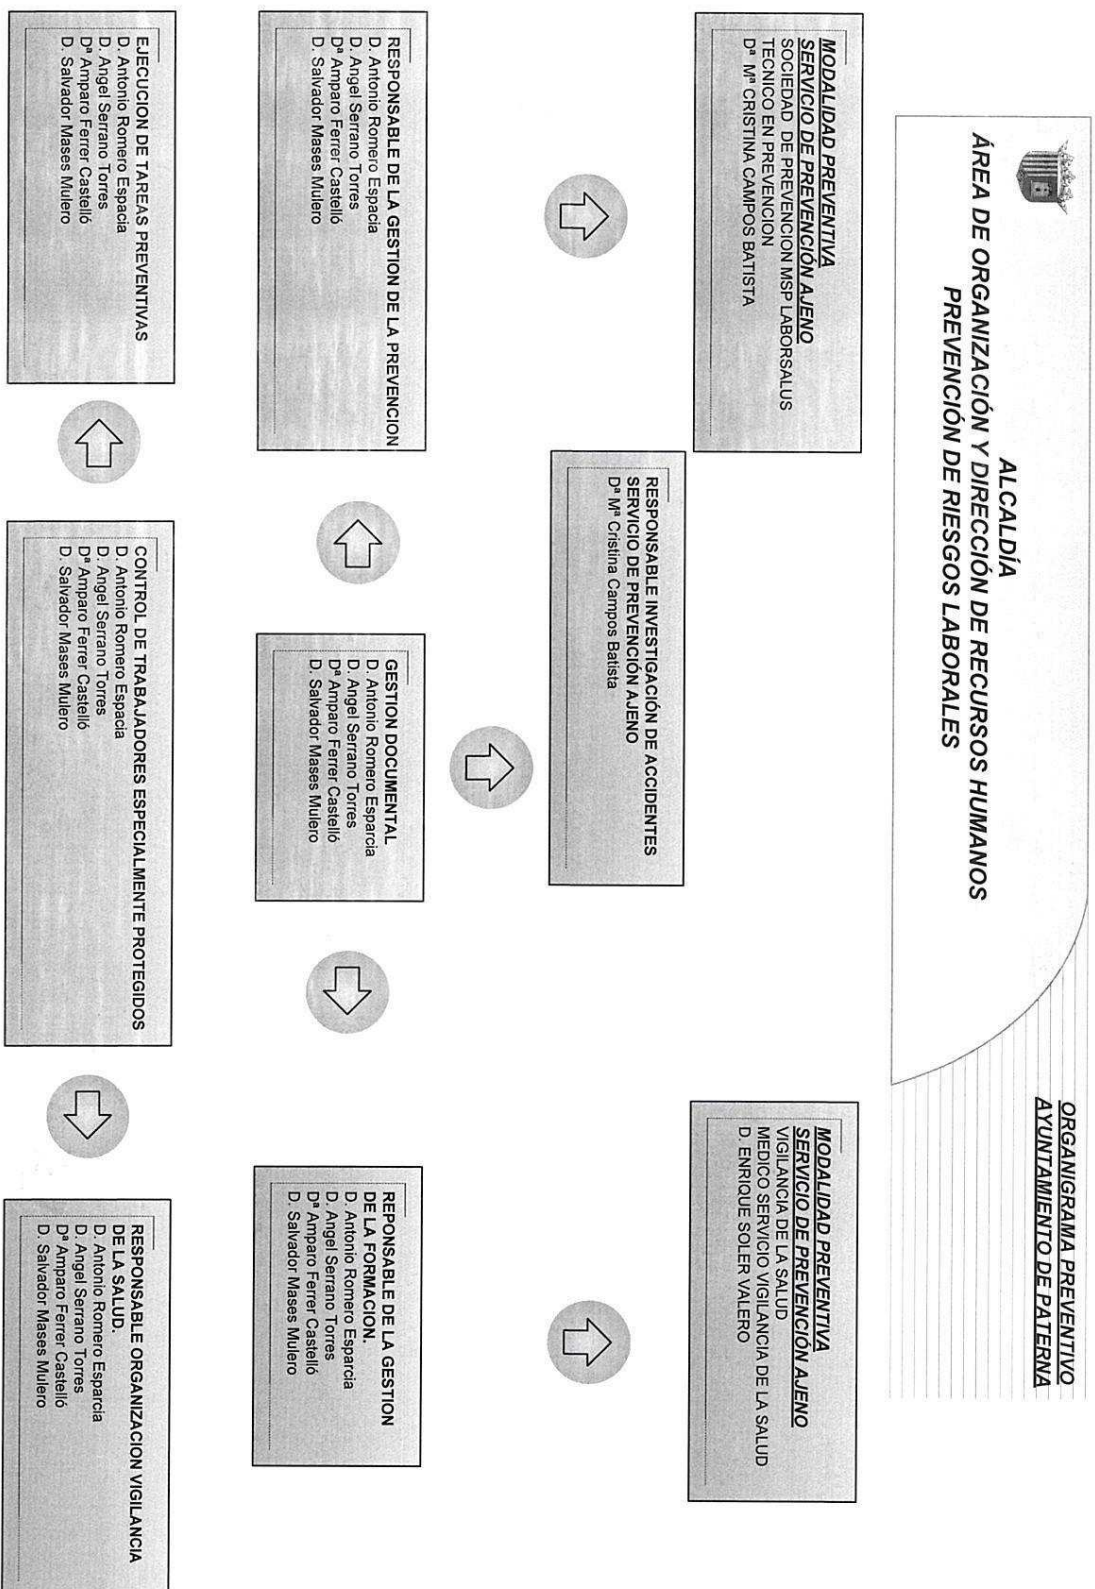 ORGANIGRAMA PREVENTIVO
AYUNTAMIENTO DE PATERNA
ALCALDÍA
ÁREA DE ORGANIZACIÓN Y DIRECCIÓN DE RECURSOS HUMANOS
PREVENCIÓN DE RIESGOS LABORALES
MODALIDAD PREVENTIVA
SERVICIO DE PREVENCIÓN AJENO
SOCIEDAD DE PREVENCION MSP LABORSALUS
TECNICO EN PREVENCION
Dª Mª CRISTINA CAMPOS BATISTA
MODALIDAD PREVENTIVA
SERVICIO DE PREVENCIÓN AJENO
VIGILANCIA DE LA SALUD
MEDICO SERVICIO VIGILANCIA DE LA SALUD
D. ENRIQUE SOLER VALERO
RESPONSABLE INVESTIGACIÓN DE ACCIDENTES
SERVICIO DE PREVENCIÓN AJENO
Dª Mª Cristina Campos Batista
RESPONSABLE DE LA GESTION DE LA PREVENCION
D. Antonio Romero Espacia
D. Angel Serrano Torres
Dª Amparo Ferrer Castelló
D. Salvador Mases Mulero
GESTION DOCUMENTAL
D. Antonio Romero Esparcia
D. Angel Serrano Torres
Dª Amparo Ferrer Castelló
D. Salvador Mases Mulero
REPONSABLE DE LA GESTION
DE LA FORMACION.
D. Antonio Romero Esparcia
D. Angel Serrano Torres
Dª Amparo Ferrer Castelló
D. Salvador Mases Mulero
EJECUCION DE TAREAS PREVENTIVAS
D. Antonio Romero Espacia
D. Angel Serrano Torres
Dª Amparo Ferrer Castelló
D. Salvador Mases Mulero
CONTROL DE TRABAJADORES ESPECIALMENTE PROTEGIDOS
D. Antonio Romero Espacia
D. Angel Serrano Torres
Dª Amparo Ferrer Castelló
D. Salvador Mases Mulero
RESPONSABLE ORGANIZACION VIGILANCIA
DE LA SALUD.
D. Antonio Romero Esparcia
D. Angel Serrano Torres
Dª Amparo Ferrer Castelló
D. Salvador Mases Mulero